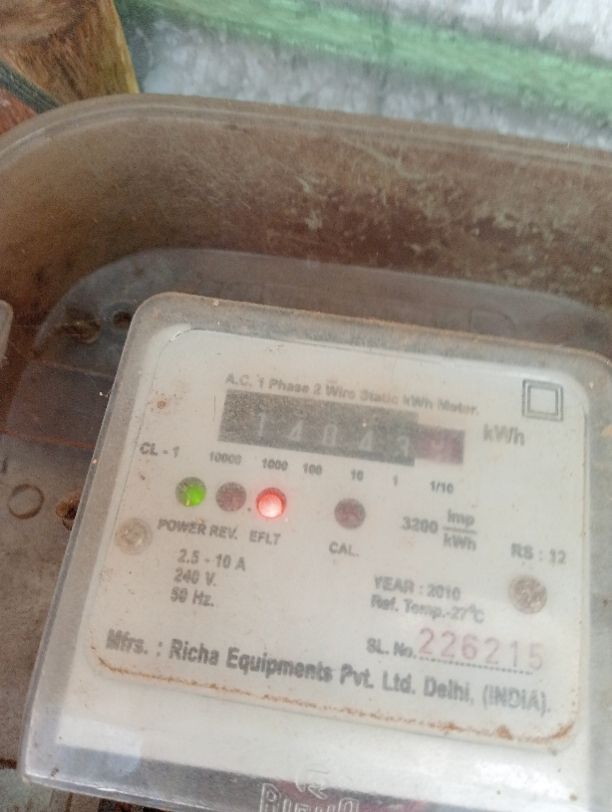 A.C. 1 Phase 2 Wire Static kWh Meter.
14043 kWh
CL - 1 10000 1000 100 10 1 1/10
POWER REV. EFLT CAL. 3200 Imp/kWh RS : 12
2.5 - 10 A
240 V.
50 Hz.
YEAR : 2010
Ref. Temp.-27°C
SL. No. 226215
Mfrs. : Richa Equipments Pvt. Ltd. Delhi, (INDIA).